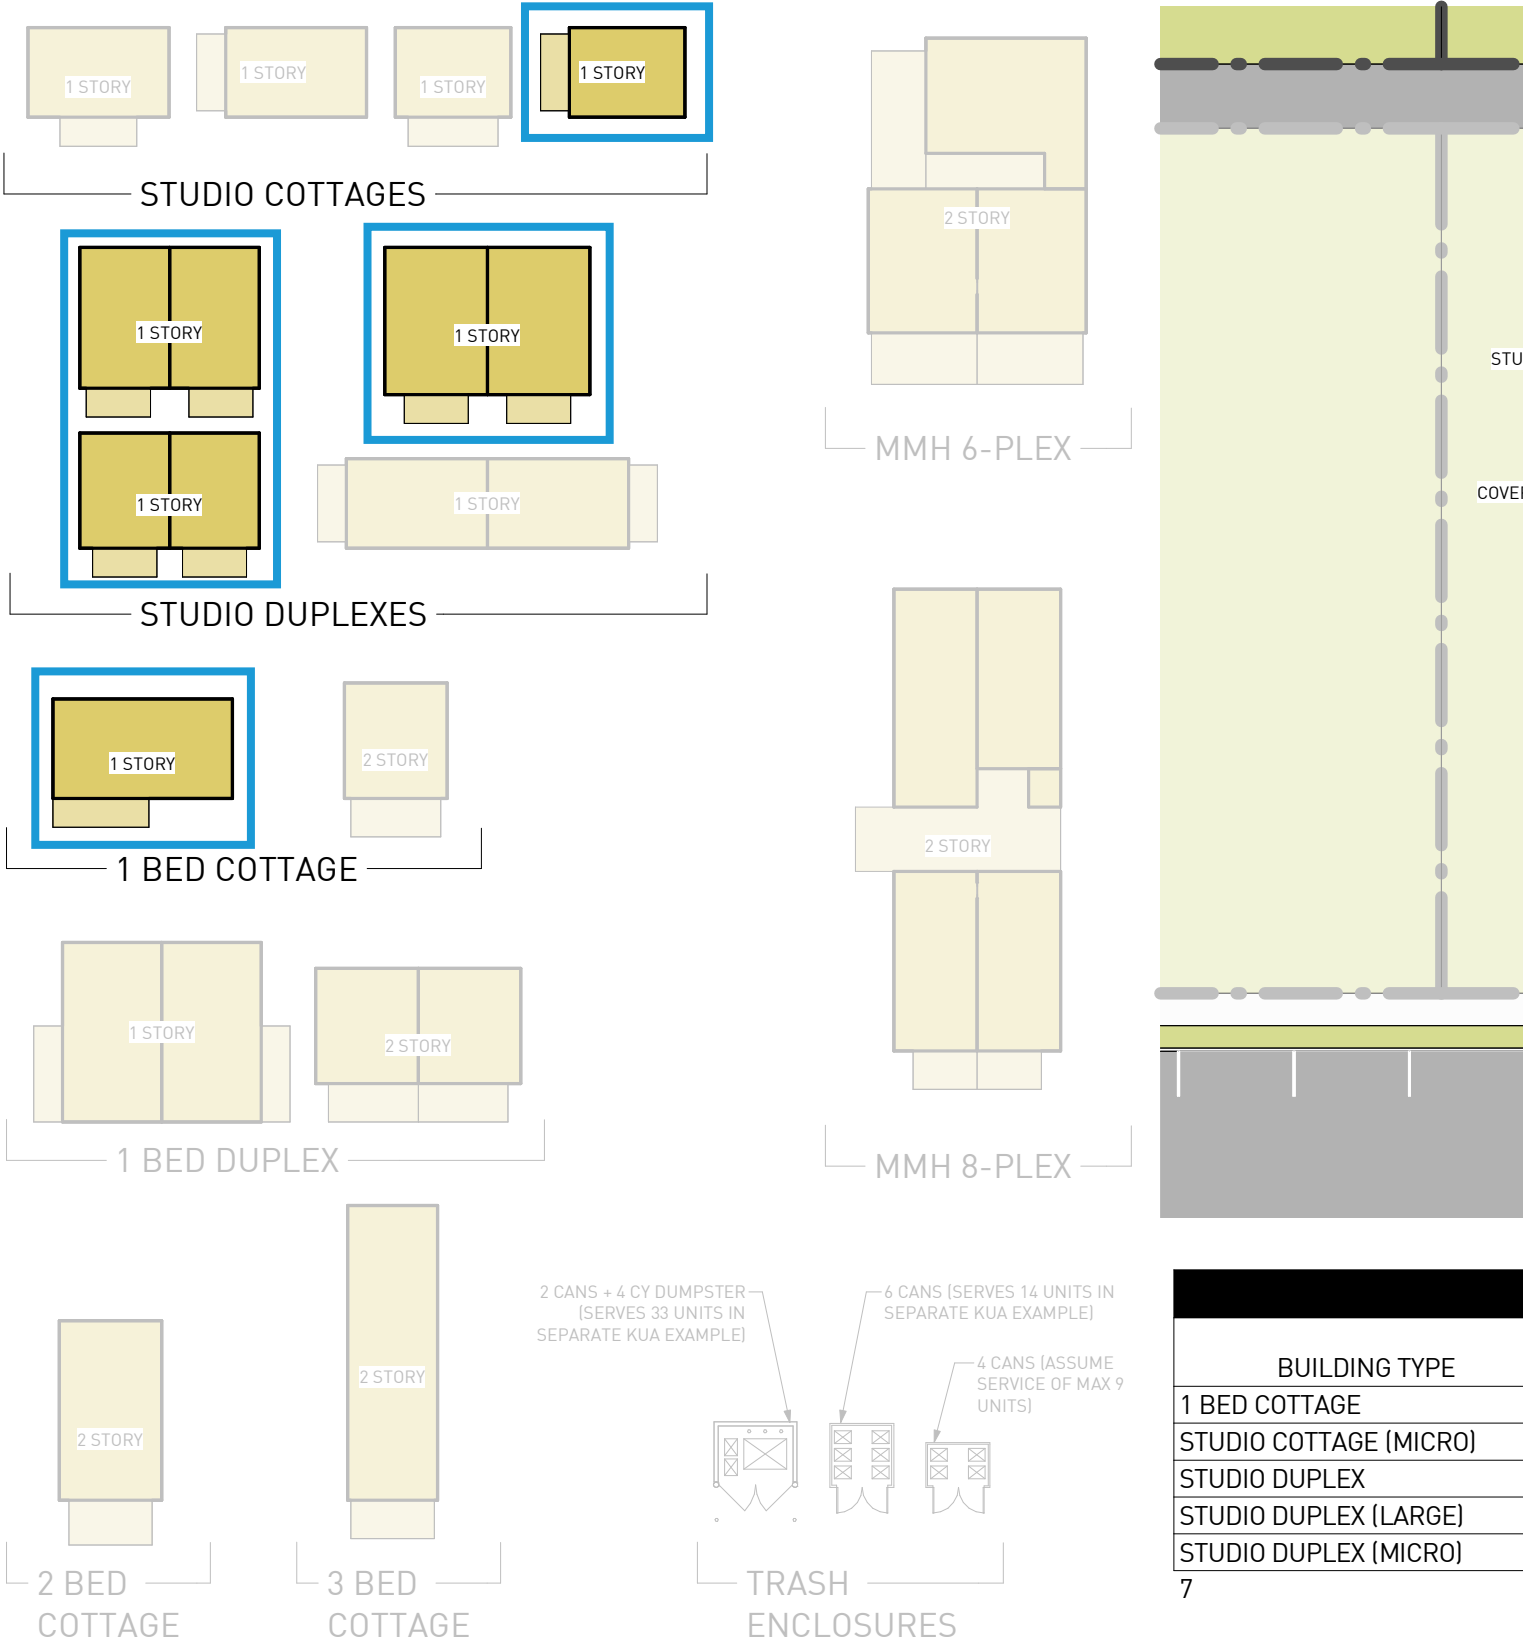 1 STORY
1 STORY
1 STORY
1 STORY
STUDIO COTTAGES
1 STORY
1 STORY
1 STORY
1 STORY
STUDIO DUPLEXES
1 STORY
2 STORY
1 BED COTTAGE
1 STORY
2 STORY
1 BED DUPLEX
2 STORY
2 STORY
2 BED
COTTAGE
3 BED
COTTAGE
2 STORY
MMH 6-PLEX
2 STORY
MMH 8-PLEX
2 CANS + 4 CY DUMPSTER
(SERVES 33 UNITS IN
SEPARATE KUA EXAMPLE)
6 CANS (SERVES 14 UNITS IN
SEPARATE KUA EXAMPLE)
4 CANS (ASSUME
SERVICE OF MAX 9
UNITS)
TRASH
ENCLOSURES
STU
COVE
BUILDING TYPE
1 BED COTTAGE
STUDIO COTTAGE (MICRO)
STUDIO DUPLEX
STUDIO DUPLEX (LARGE)
STUDIO DUPLEX (MICRO)
7